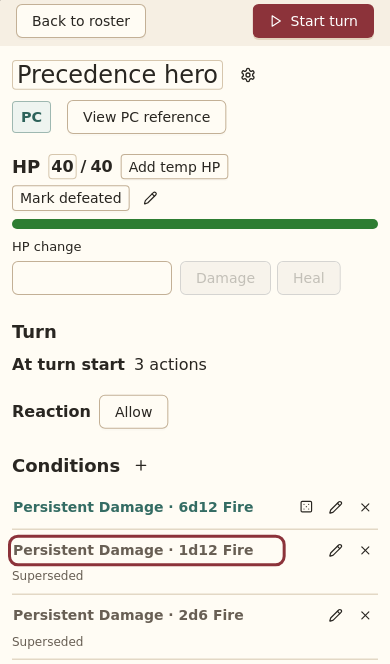 Back to roster
Start turn
Precedence hero
PC
View PC reference
HP 40 / 40 Add temp HP
Mark defeated
HP change
Damage
Heal
Turn
At turn start 3 actions
Reaction Allow
Conditions +
Persistent Damage · 6d12 Fire
Persistent Damage · 1d12 Fire
Superseded
Persistent Damage · 2d6 Fire
Superseded